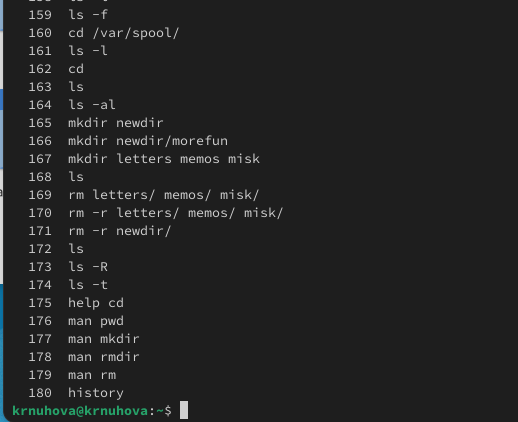 159 ls -f
160 cd /var/spool/
161 ls -l
162 cd
163 ls
164 ls -al
165 mkdir newdir
166 mkdir newdir/morefun
167 mkdir letters memos misk
168 ls
169 rm letters/ memos/ misk/
170 rm -r letters/ memos/ misk/
171 rm -r newdir/
172 ls
173 ls -R
174 ls -t
175 help cd
176 man pwd
177 man mkdir
178 man rmdir
179 man rm
180 history
krnuhova@krnuhova:~$